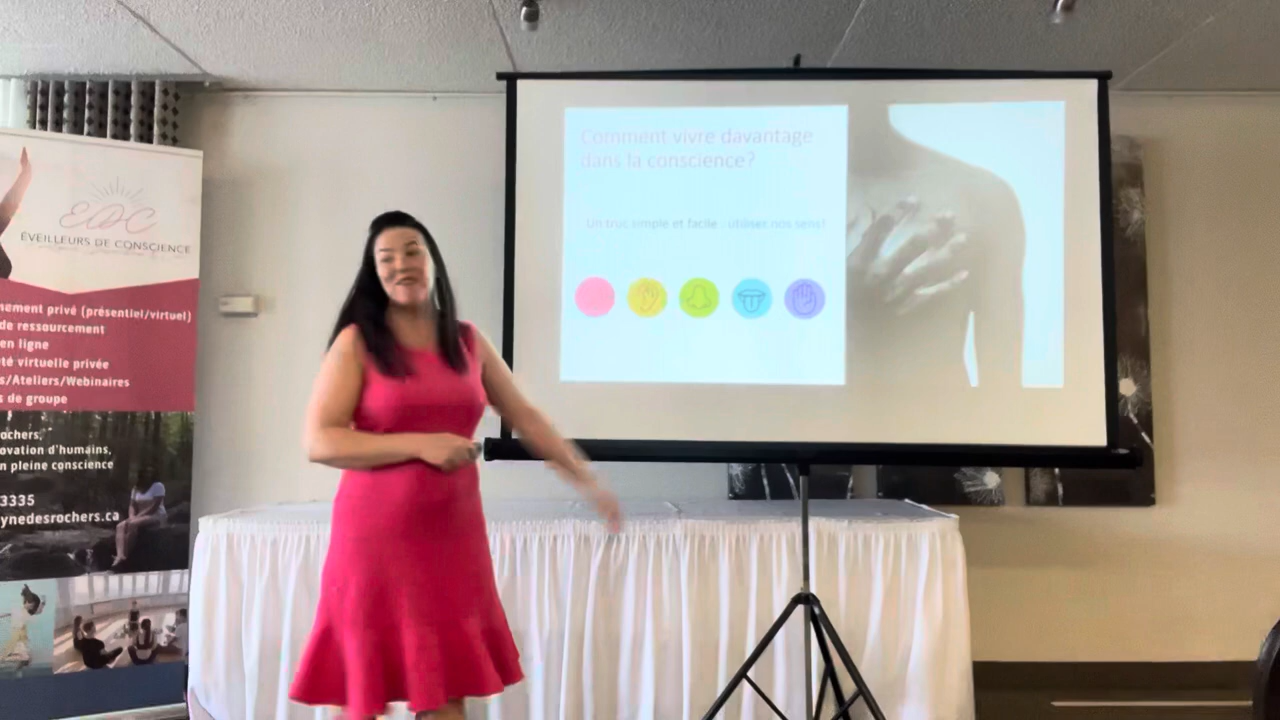 EDC
ÉVEILLEURS DE CONSCIENCE
nement privé (présentiel/virtuel)
de ressourcement
en ligne
té virtuelle privée
s/Ateliers/Webinaires
s de groupe
ochers,
ovation d'humains,
n pleine conscience
3335
ynedesrochers.ca
Comment vivre davantage
dans la conscience?
Un truc simple et facile : utiliser nos sens!